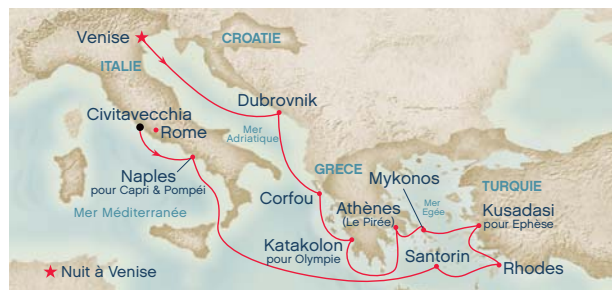 Venise
CROATIE
ITALIE
Dubrovnik
Civitavecchia
Rome
Mer
Adriatique
Naples
pour Capri & Pompéi
GRECE
Mykonos
TURQUIE
Corfou
Athènes
(Le Pirée)
Mer
Egée
Kusadasi
pour Ephèse
Mer Méditerranée
Katakolon
pour Olympie
Santorin
Rhodes
Nuit à Venise